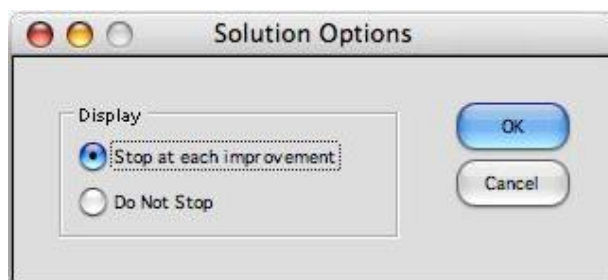 Solution Options
Display
Stop at each improvement
Do Not Stop
OK
Cancel